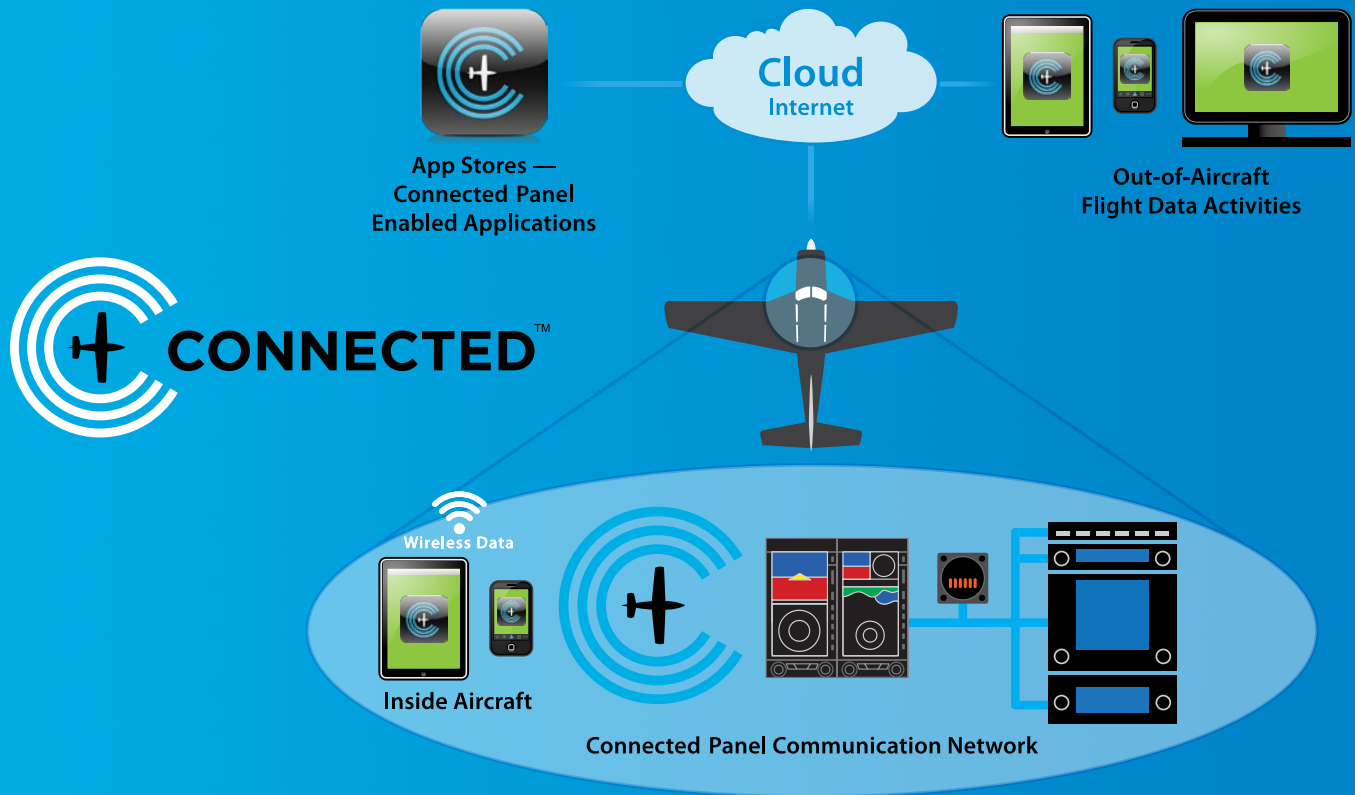 Cloud
Internet
App Stores —
Connected Panel
Enabled Applications
Out-of-Aircraft
Flight Data Activities
CONNECTED™
Wireless Data
Inside Aircraft
Connected Panel Communication Network